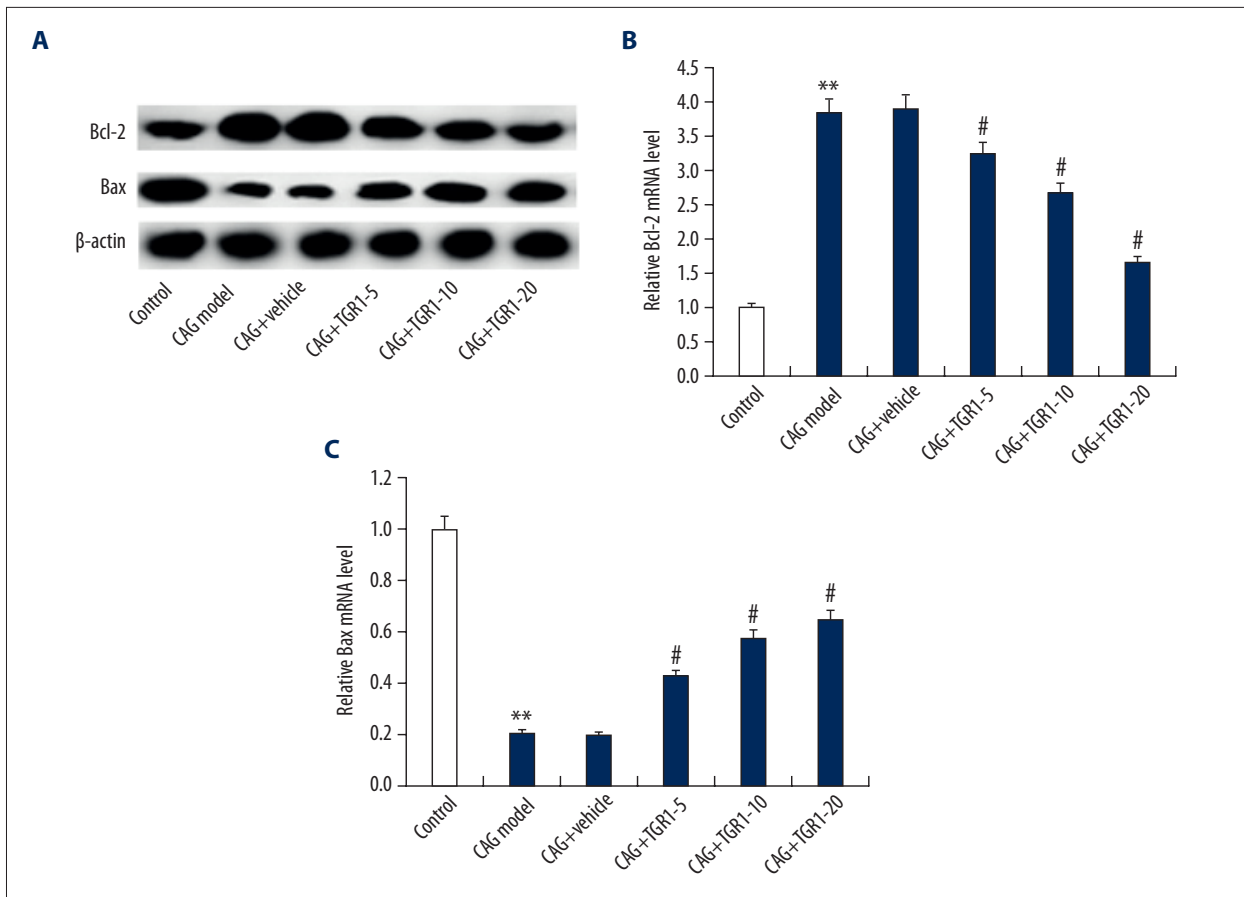 A
Bcl-2
Bax
β-actin
Control
CAG model
CAG+vehicle
CAG+TGR1-5
CAG+TGR1-10
CAG+TGR1-20
B
Relative Bcl-2 mRNA level
4.5
4.0
3.5
3.0
2.5
2.0
1.5
1.0
0.5
0.0
**
#
#
#
Control
CAG model
CAG+vehicle
CAG+TGR1-5
CAG+TGR1-10
CAG+TGR1-20
C
Relative Bax mRNA level
1.2
1.0
0.8
0.6
0.4
0.2
0.0
**
#
#
#
Control
CAG model
CAG+vehicle
CAG+TGR1-5
CAG+TGR1-10
CAG+TGR1-20